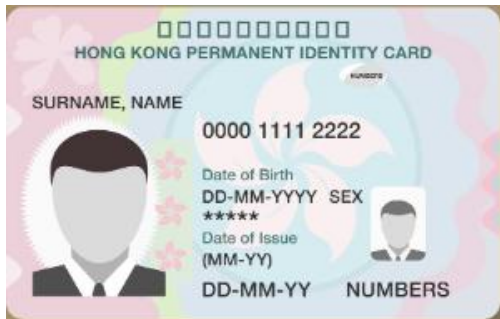 HONG KONG PERMANENT IDENTITY CARD
SURNAME, NAME
0000 1111 2222
Date of Birth
DD-MM-YYYY SEX
*****
Date of Issue
(MM-YY)
DD-MM-YY NUMBERS